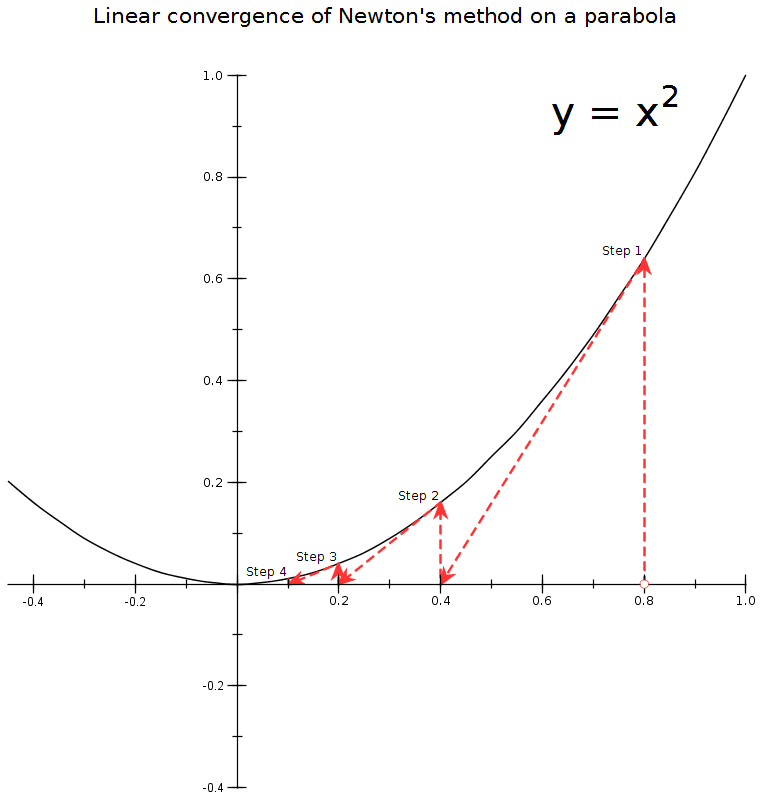 Linear convergence of Newton's method on a parabola
1.0
y = x²
0.8
Step 1
0.6
0.4
Step 2
0.2
Step 3
Step 4
-0.4
-0.2
0.2
0.4
0.6
0.8
1.0
-0.2
-0.4